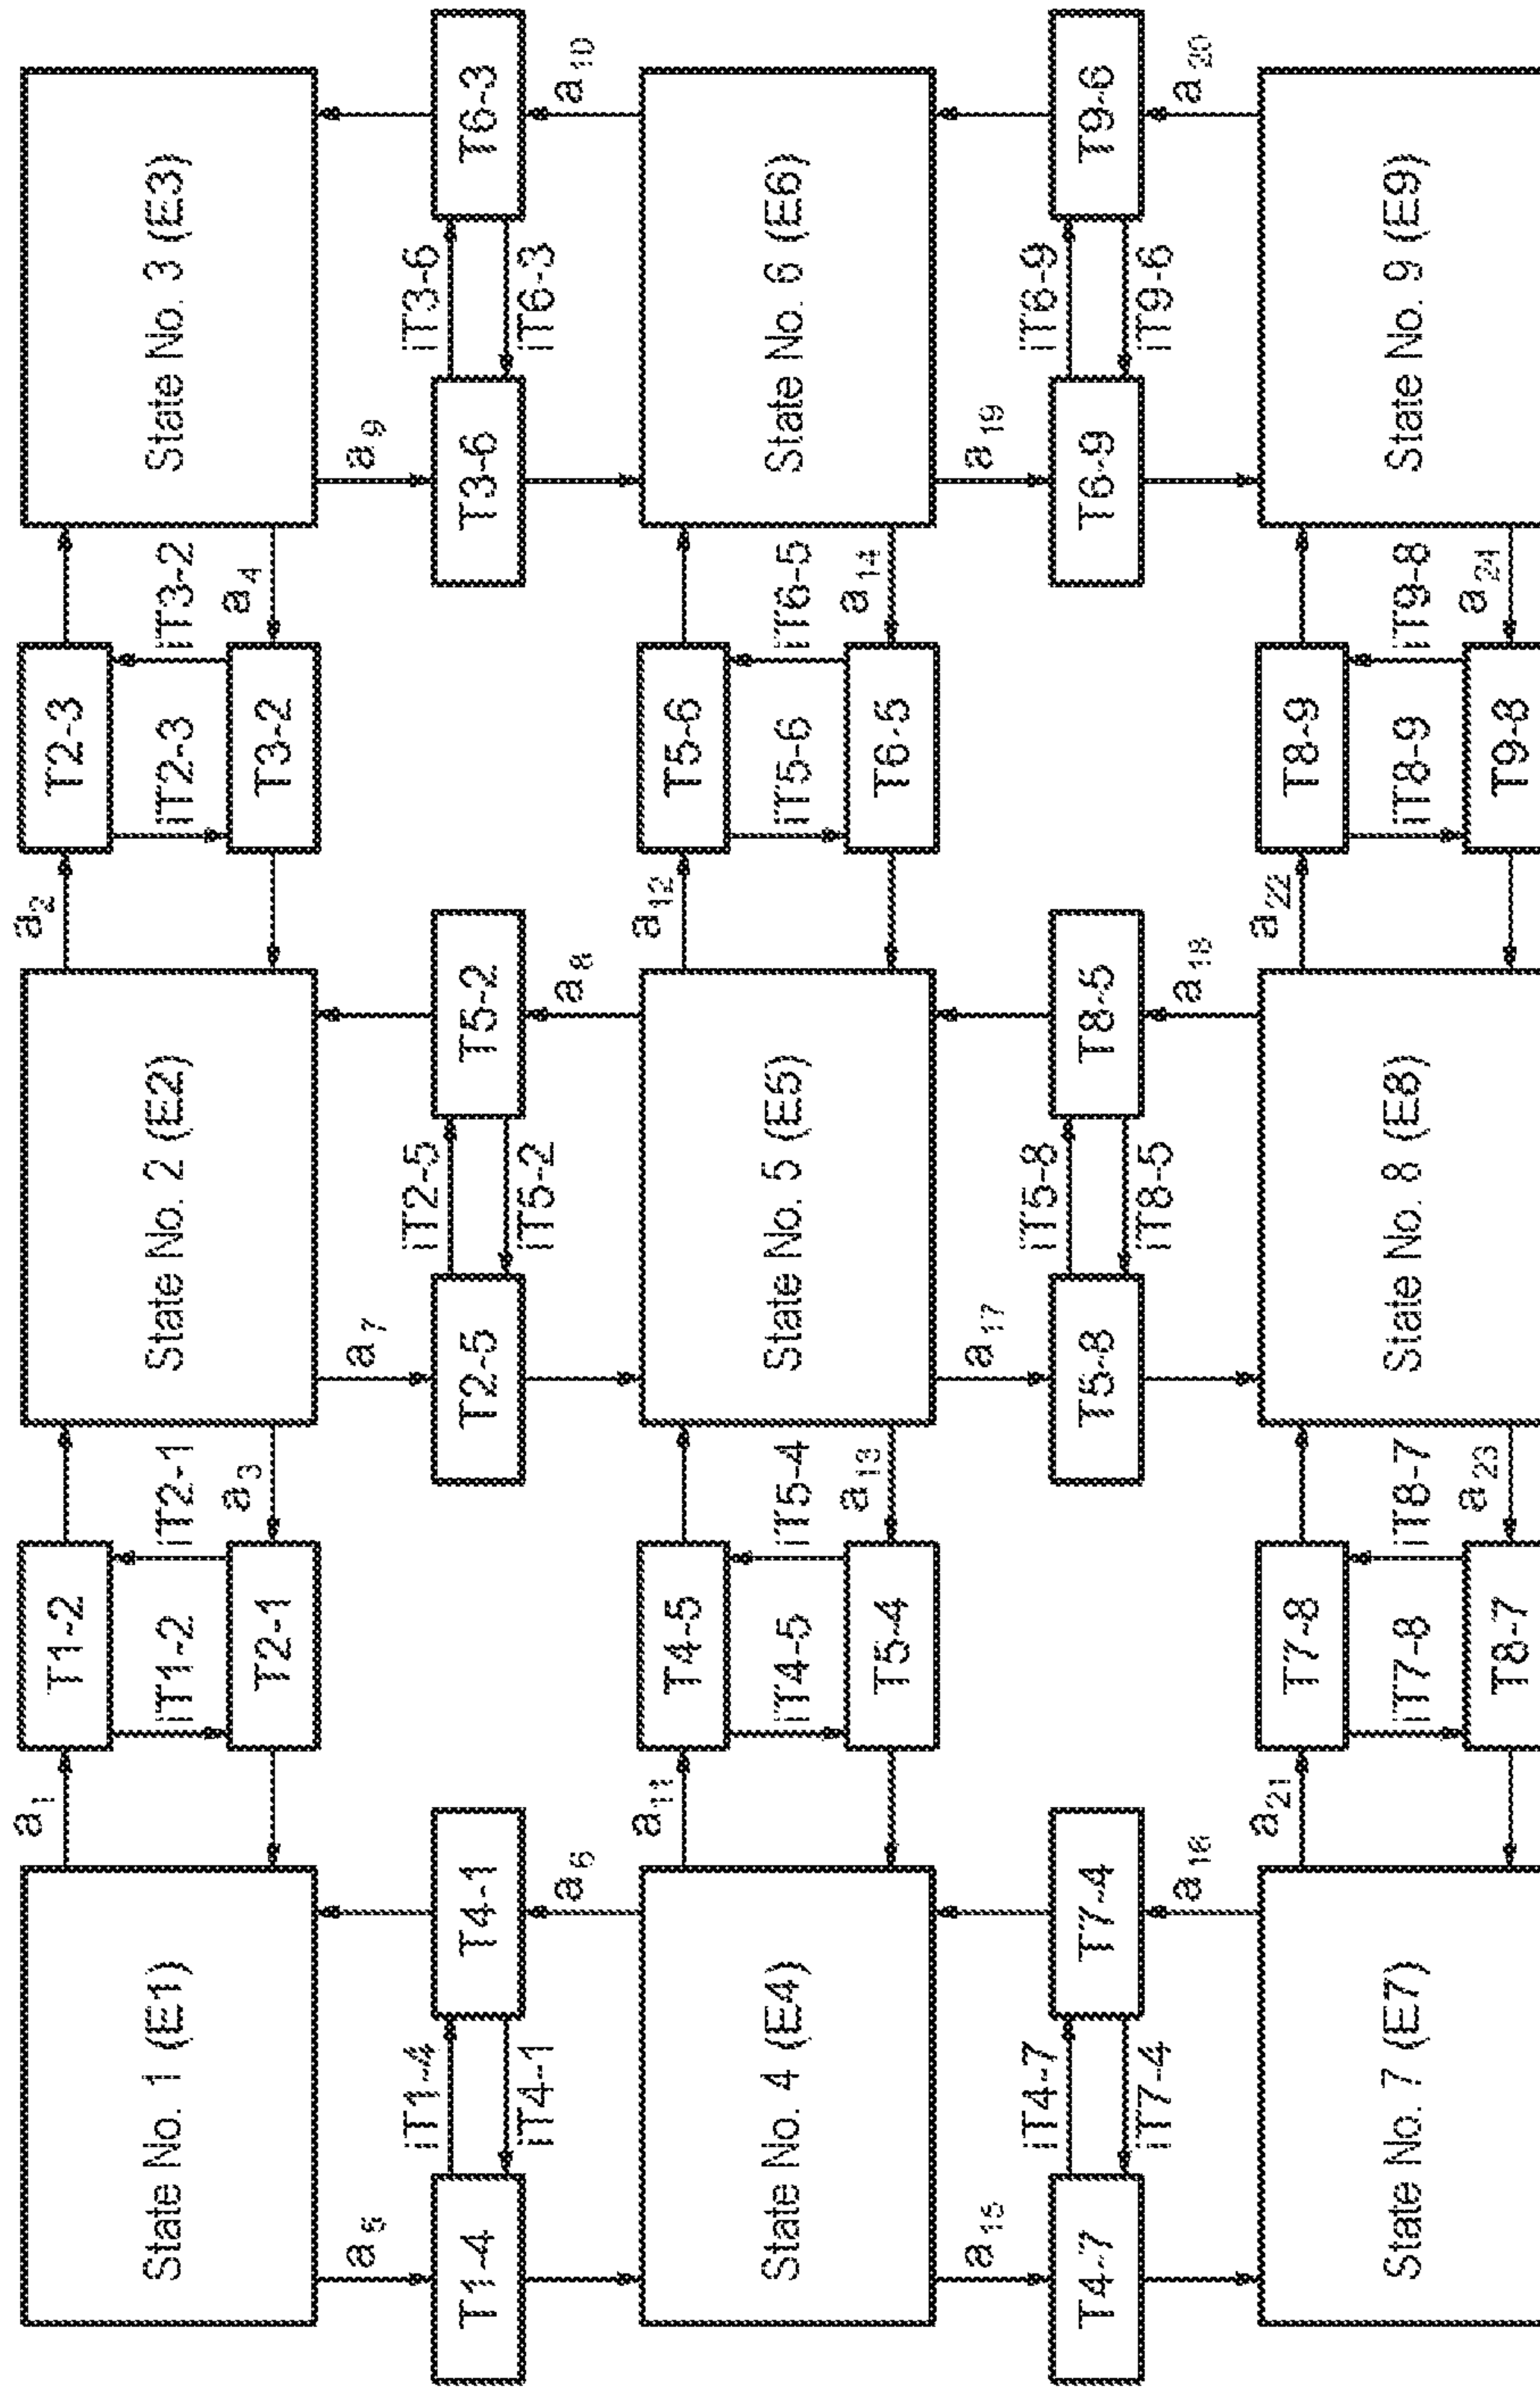 a1
a2
T1-2
T2-3
State No. 1 (E1)
iT1-2
iT2-1
State No. 2 (E2)
iT2-3
iT3-2
State No. 3 (E3)
a3
a4
T2-1
T3-2
a5
a7
a9
iT1-4
iT2-5
iT3-6
T1-4
T4-1
T2-5
T5-2
T3-6
T6-3
iT4-1
iT5-2
iT6-3
a6
a8
a10
a11
a12
T4-5
T5-6
State No. 4 (E4)
iT4-5
iT5-4
State No. 5 (E5)
iT5-6
iT6-5
State No. 6 (E6)
a13
a14
T5-4
T6-5
a15
a17
a19
iT4-7
iT5-8
iT6-9
T4-7
T7-4
T5-8
T8-5
T6-9
T9-6
iT7-4
iT8-5
iT9-6
a16
a18
a20
a21
a22
T7-8
T8-9
State No. 7 (E7)
iT7-8
iT8-7
State No. 8 (E8)
iT8-9
iT9-8
State No. 9 (E9)
a23
a24
T8-7
T9-8